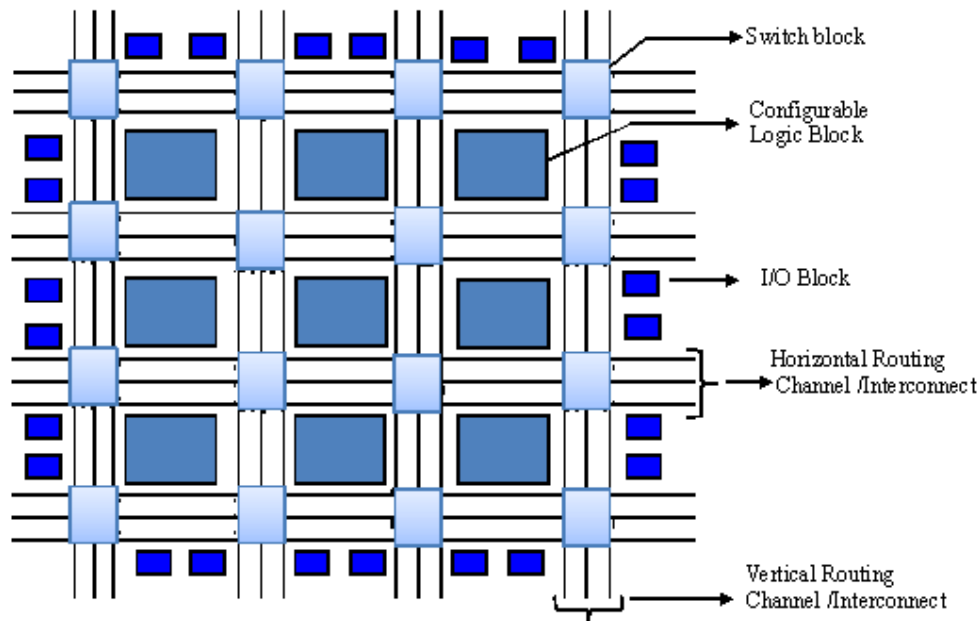 Switch block
Configurable
Logic Block
I/O Block
Horizontal Routing
Channel /Interconnect
Vertical Routing
Channel /Interconnect